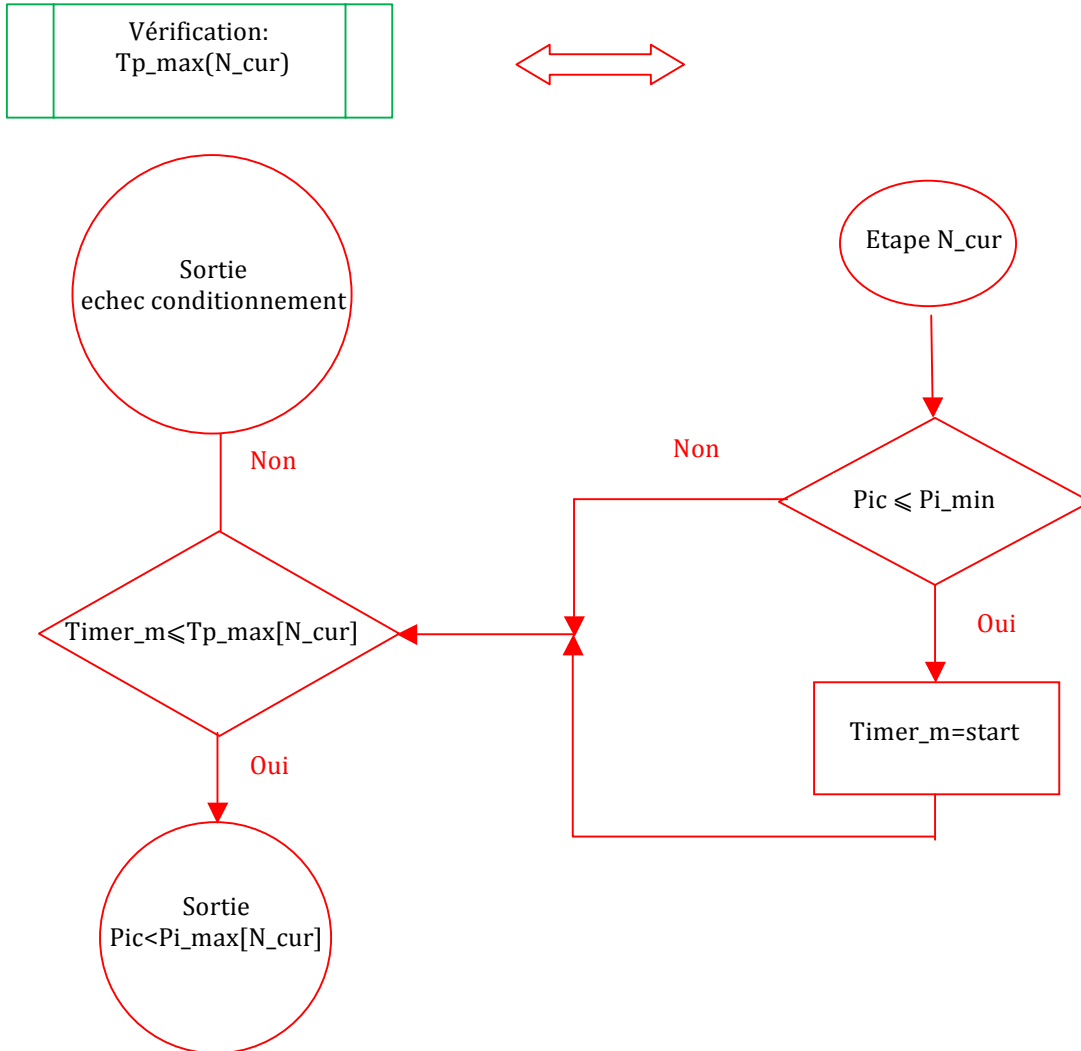 Vérification:
Tp_max(N_cur)
Sortie
echec conditionnement
Etape N_cur
Non
Non
Pic ⩽ Pi_min
Timer_m⩽Tp_max[N_cur]
Oui
Timer_m=start
Oui
Sortie
Pic<Pi_max[N_cur]